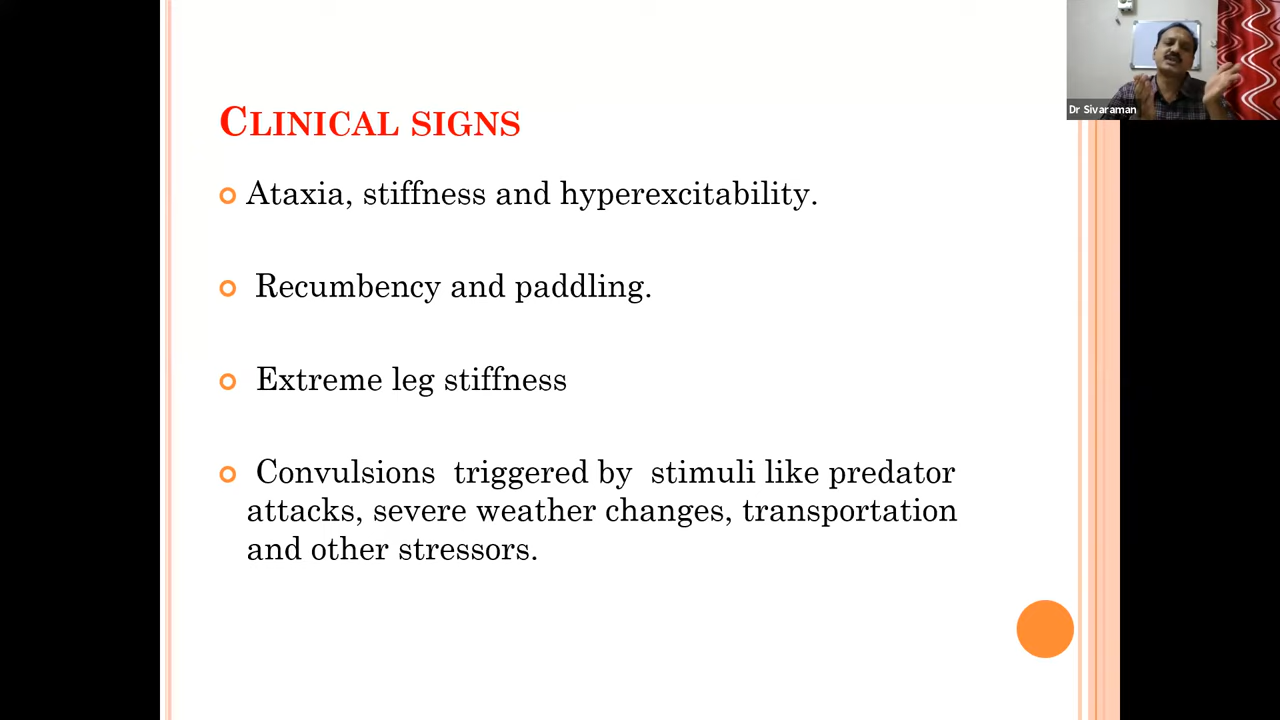 Dr Sivaraman
CLINICAL SIGNS
Ataxia, stiffness and hyperexcitability.
Recumbency and paddling.
Extreme leg stiffness
Convulsions triggered by stimuli like predator
attacks, severe weather changes, transportation
and other stressors.